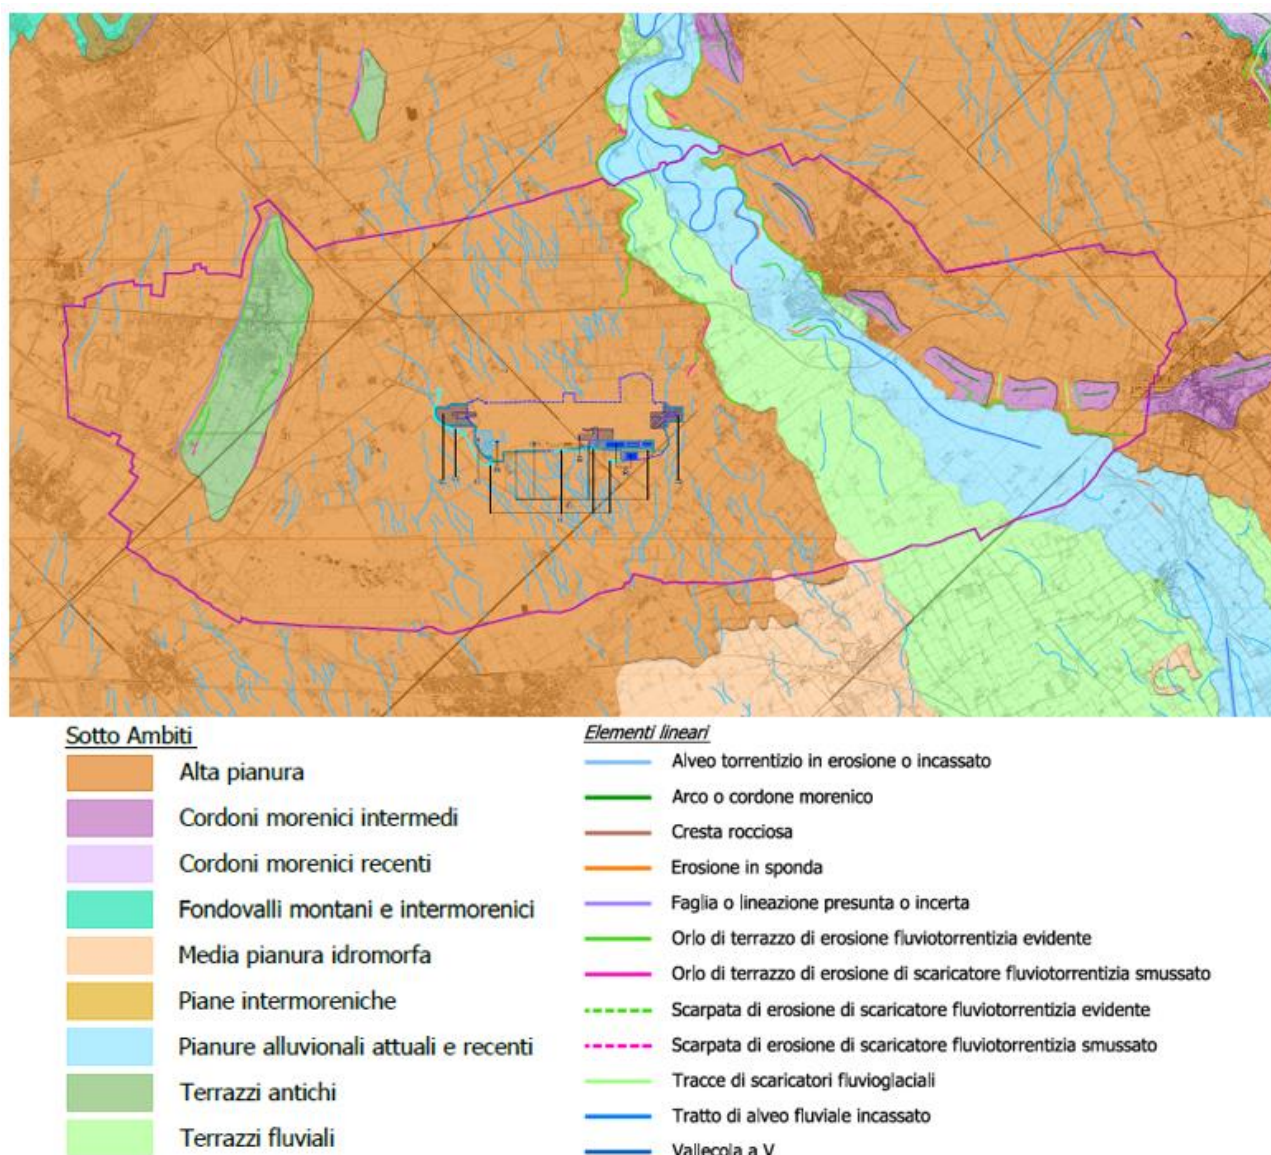 Sotto Ambiti
Alta pianura
Cordoni morenici intermedi
Cordoni morenici recenti
Fondovalli montani e intermorenici
Media pianura idromorfa
Piane intermoreniche
Pianure alluvionali attuali e recenti
Terrazzi antichi
Terrazzi fluviali
Elementi lineari
Alveo torrentizio in erosione o incassato
Arco o cordone morenico
Cresta rocciosa
Erosione in sponda
Faglia o lineazione presunta o incerta
Orlo di terrazzo di erosione fluviotorrentizia evidente
Orlo di terrazzo di erosione di scaricatore fluviotorrentizia smussato
Scarpata di erosione di scaricatore fluviotorrentizia evidente
Scarpata di erosione di scaricatore fluviotorrentizia smussato
Tracce di scaricatori fluvioglaciali
Tratto di alveo fluviale incassato
Vallecola a V